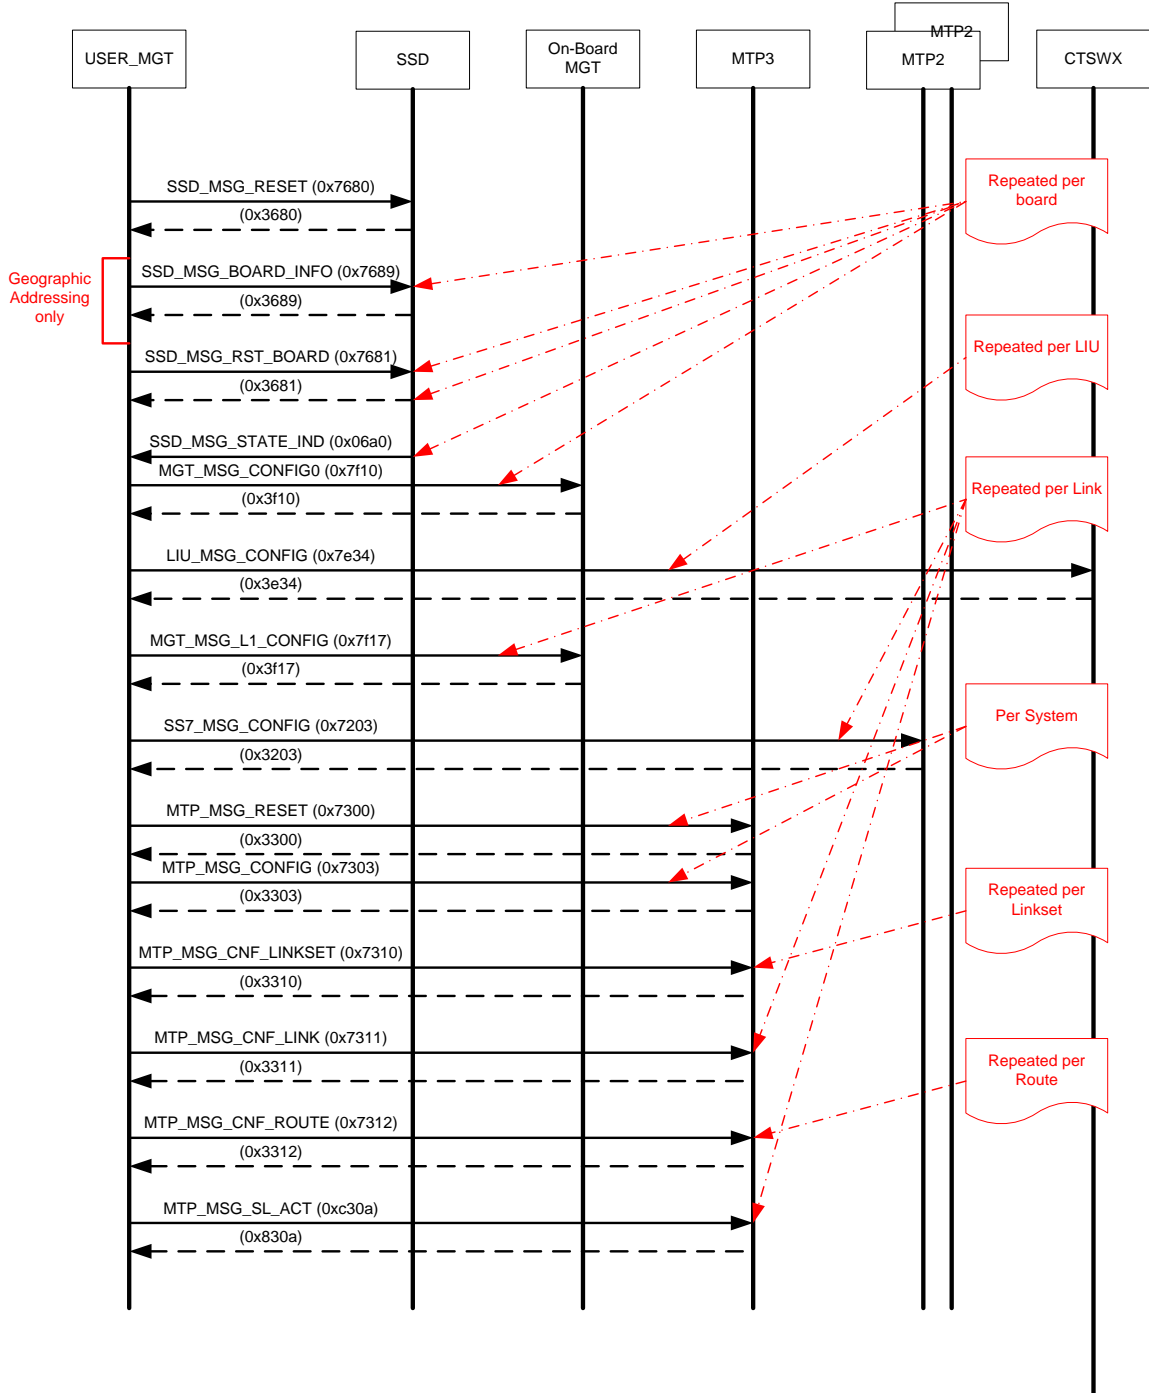 MTP2
USER_MGT
SSD
On-Board
MGT
MTP3
MTP2
CTSWX
Repeated per
board
SSD_MSG_RESET (0x7680)
(0x3680)
Geographic
Addressing
only
SSD_MSG_BOARD_INFO (0x7689)
(0x3689)
Repeated per LIU
SSD_MSG_RST_BOARD (0x7681)
(0x3681)
SSD_MSG_STATE_IND (0x06a0)
MGT_MSG_CONFIG0 (0x7f10)
(0x3f10)
Repeated per Link
LIU_MSG_CONFIG (0x7e34)
(0x3e34)
MGT_MSG_L1_CONFIG (0x7f17)
(0x3f17)
Per System
SS7_MSG_CONFIG (0x7203)
(0x3203)
MTP_MSG_RESET (0x7300)
(0x3300)
MTP_MSG_CONFIG (0x7303)
(0x3303)
Repeated per
Linkset
MTP_MSG_CNF_LINKSET (0x7310)
(0x3310)
MTP_MSG_CNF_LINK (0x7311)
(0x3311)
Repeated per
Route
MTP_MSG_CNF_ROUTE (0x7312)
(0x3312)
MTP_MSG_SL_ACT (0xc30a)
(0x830a)